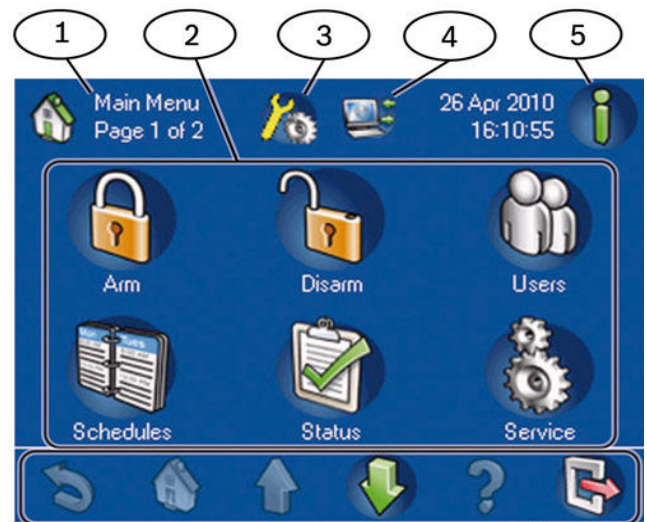 1 2 3 4 5
Main Menu
Page 1 of 2
26 Apr 2010
16:10:55
Arm Disarm Users
Schedules Status Service